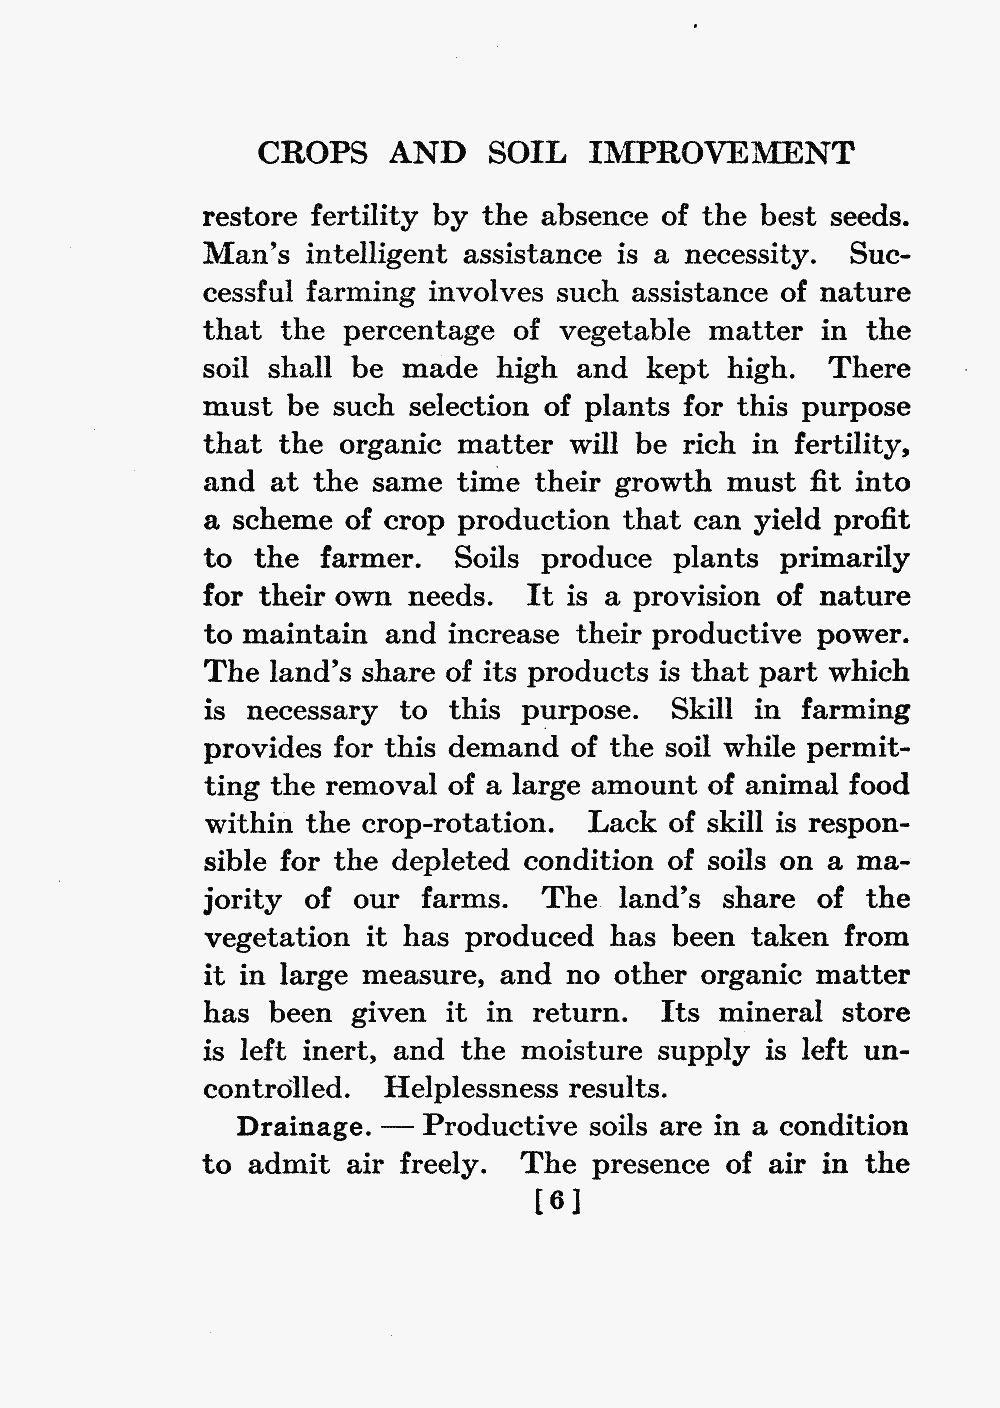 CROPS AND SOIL IMPROVEMENT
restore fertility by the absence of the best seeds.
Man's intelligent assistance is a necessity. Suc-
cessful farming involves such assistance of nature
that the percentage of vegetable matter in the
soil shall be made high and kept high. There
must be such selection of plants for this purpose
that the organic matter will be rich in fertility,
and at the same time their growth must fit into
a scheme of crop production that can yield profit
to the farmer. Soils produce plants primarily
for their own needs. It is a provision of nature
to maintain and increase their productive power.
The land's share of its products is that part which
is necessary to this purpose. Skill in farming
provides for this demand of the soil while permit-
ting the removal of a large amount of animal food
within the crop-rotation. Lack of skill is respon-
sible for the depleted condition of soils on a ma-
jority of our farms. The land's share of the
vegetation it has produced has been taken from
it in large measure, and no other organic matter
has been given it in return. Its mineral store
is left inert, and the moisture supply is left un-
controlled. Helplessness results.
Drainage. — Productive soils are in a condition
to admit air freely. The presence of air in the
[6]